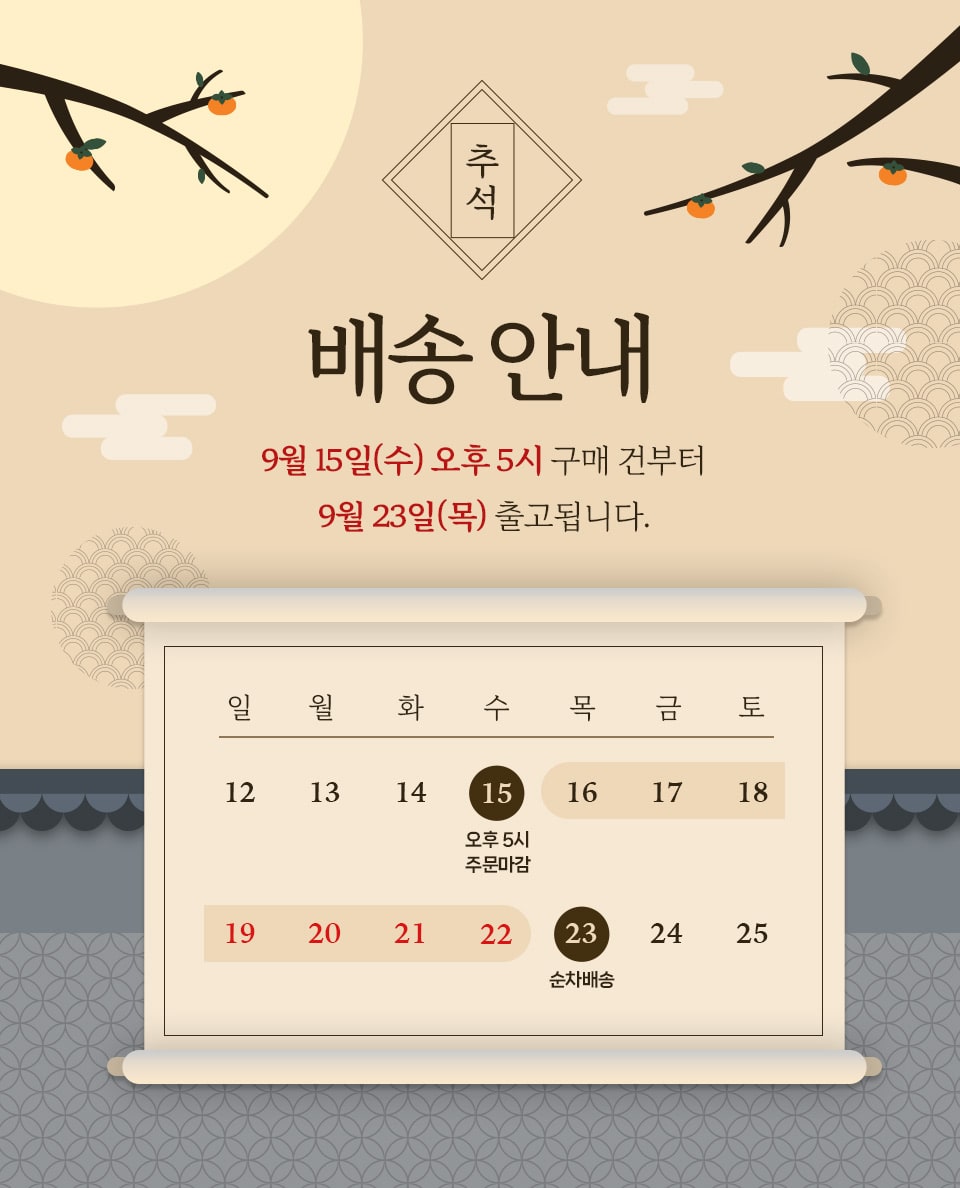 추
석
배송 안내
9월 15일(수) 오후 5시 구매 건부터
9월 23일(목) 출고됩니다.
일 월 화 수 목 금 토
12 13 14 15 16 17 18
오후 5시
주문마감
19 20 21 22 23 24 25
순차배송